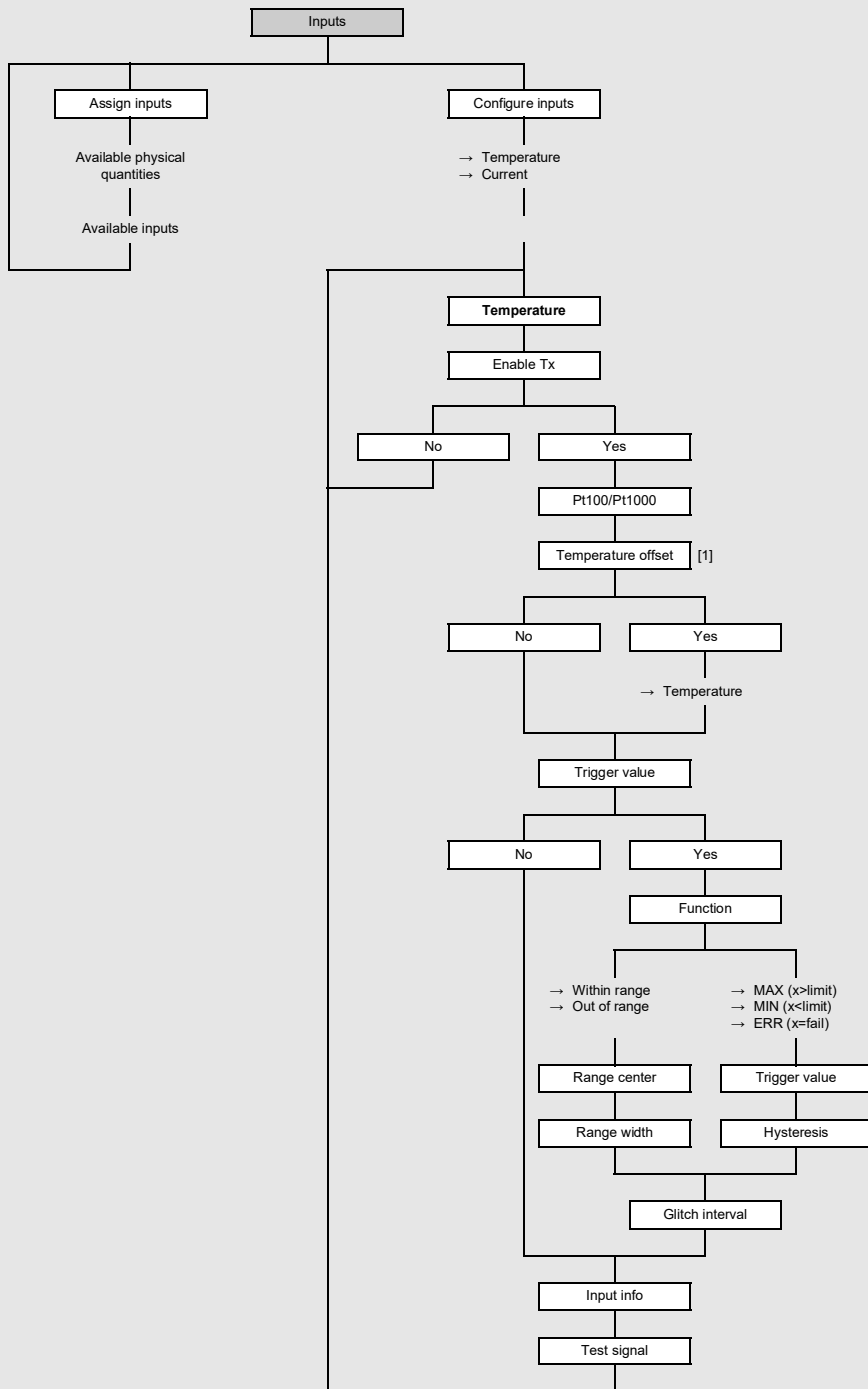 Inputs
Assign inputs
Configure inputs
Available physical
quantities
→ Temperature
→ Current
Available inputs
Temperature
Enable Tx
No
Yes
Pt100/Pt1000
Temperature offset [1]
No
Yes
→ Temperature
Trigger value
No
Yes
Function
→ Within range
→ Out of range
→ MAX (x>limit)
→ MIN (x<limit)
→ ERR (x=fail)
Range center
Trigger value
Range width
Hysteresis
Glitch interval
Input info
Test signal